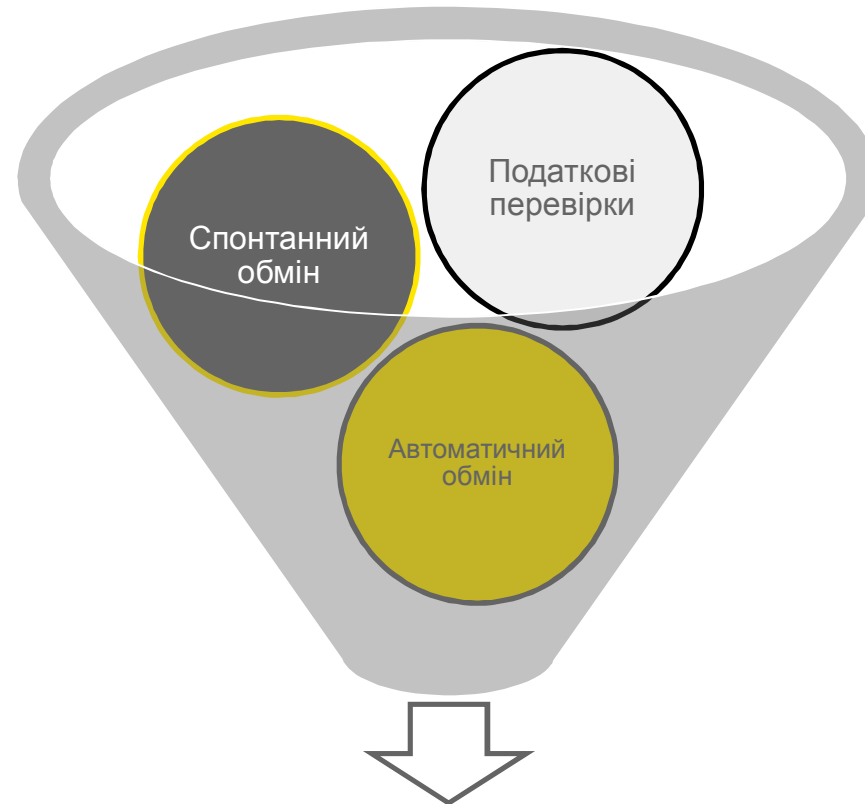 Податкові
перевірки
Спонтанний
обмін
Автоматичний
обмін